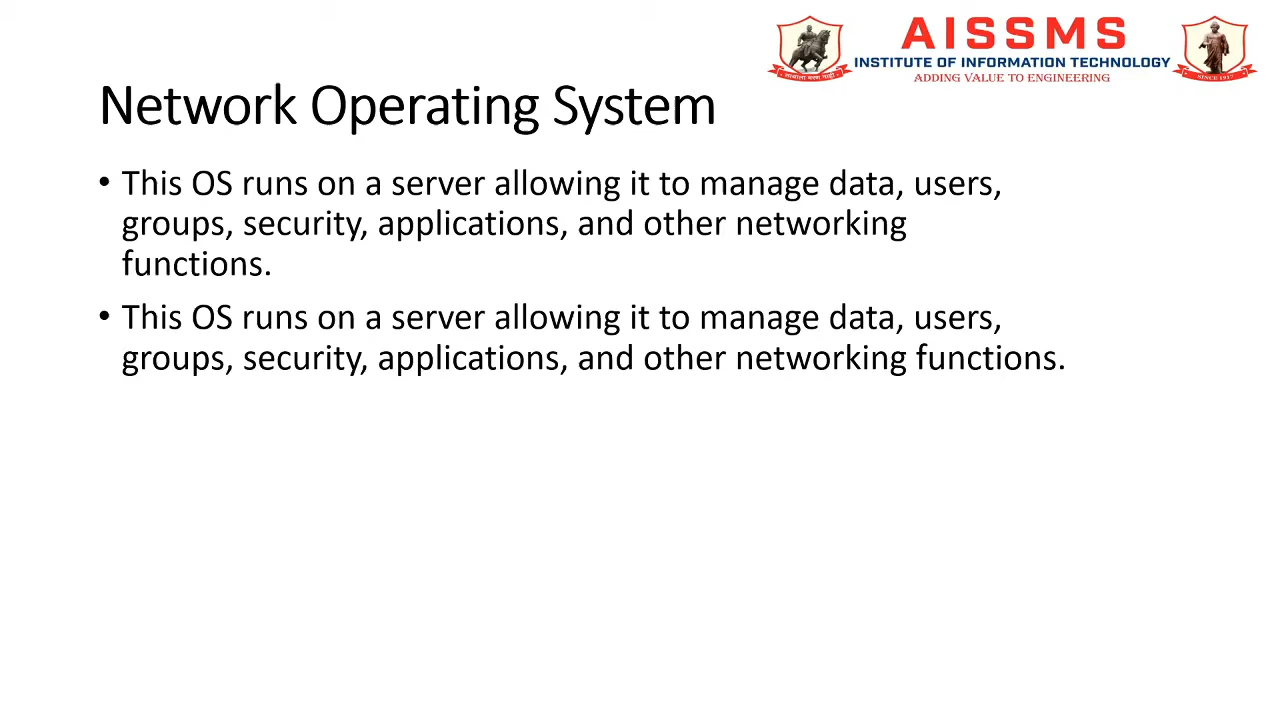 AISSMS
INSTITUTE OF INFORMATION TECHNOLOGY
ADDING VALUE TO ENGINEERING
SINCE 1917
Network Operating System
• This OS runs on a server allowing it to manage data, users,
groups, security, applications, and other networking
functions.
• This OS runs on a server allowing it to manage data, users,
groups, security, applications, and other networking functions.